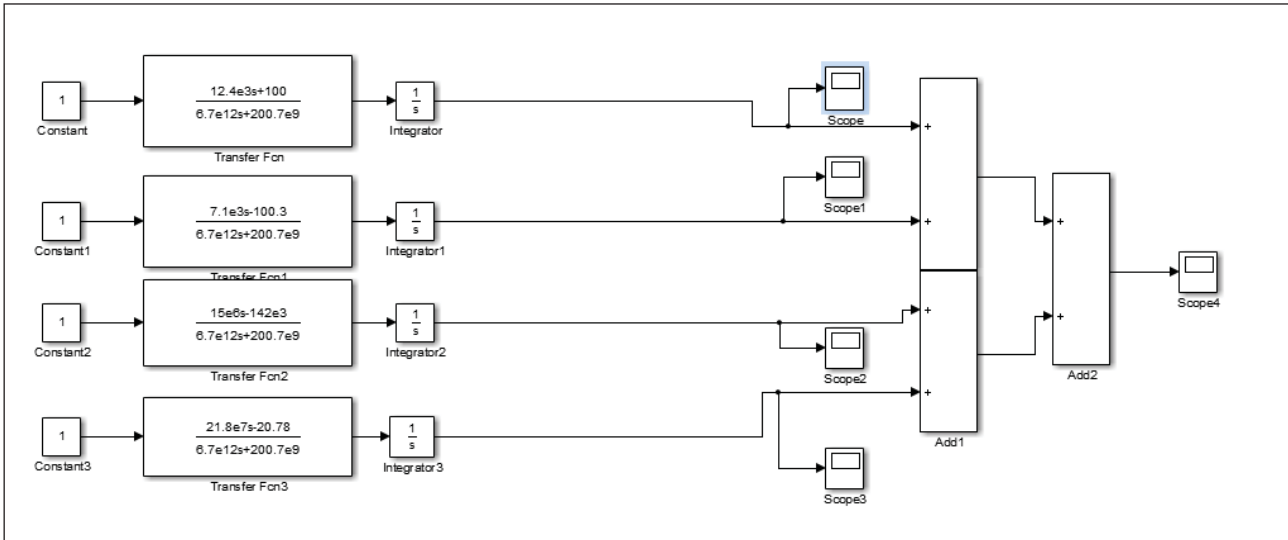 1
Constant
12.4e3s+100
6.7e12s+200.7e9
Transfer Fcn
1
s
Integrator
Scope
1
Constant1
7.1e3s-100.3
6.7e12s+200.7e9
Transfer Fcn1
1
s
Integrator1
Scope1
+
+
1
Constant2
15e6s-142e3
6.7e12s+200.7e9
Transfer Fcn2
1
s
Integrator2
Scope2
1
Constant3
21.8e7s-20.78
6.7e12s+200.7e9
Transfer Fcn3
1
s
Integrator3
Scope3
+
+
Add1
+
+
Add2
Scope4